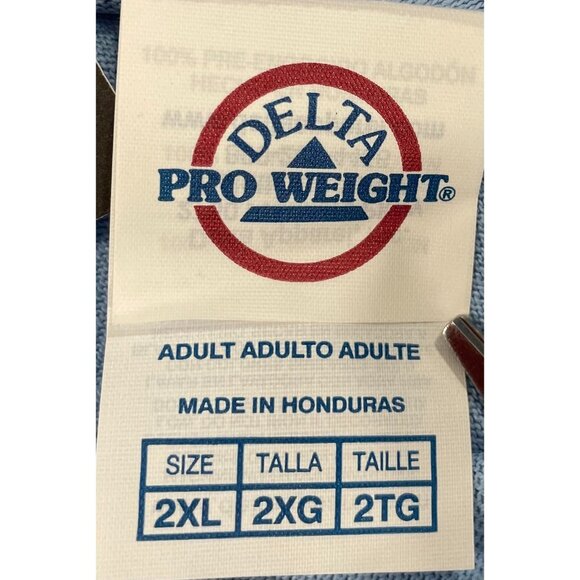 DELTA
PRO WEIGHT®
ADULT ADULTO ADULTE
MADE IN HONDURAS
SIZE TALLA TAILLE
2XL 2XG 2TG